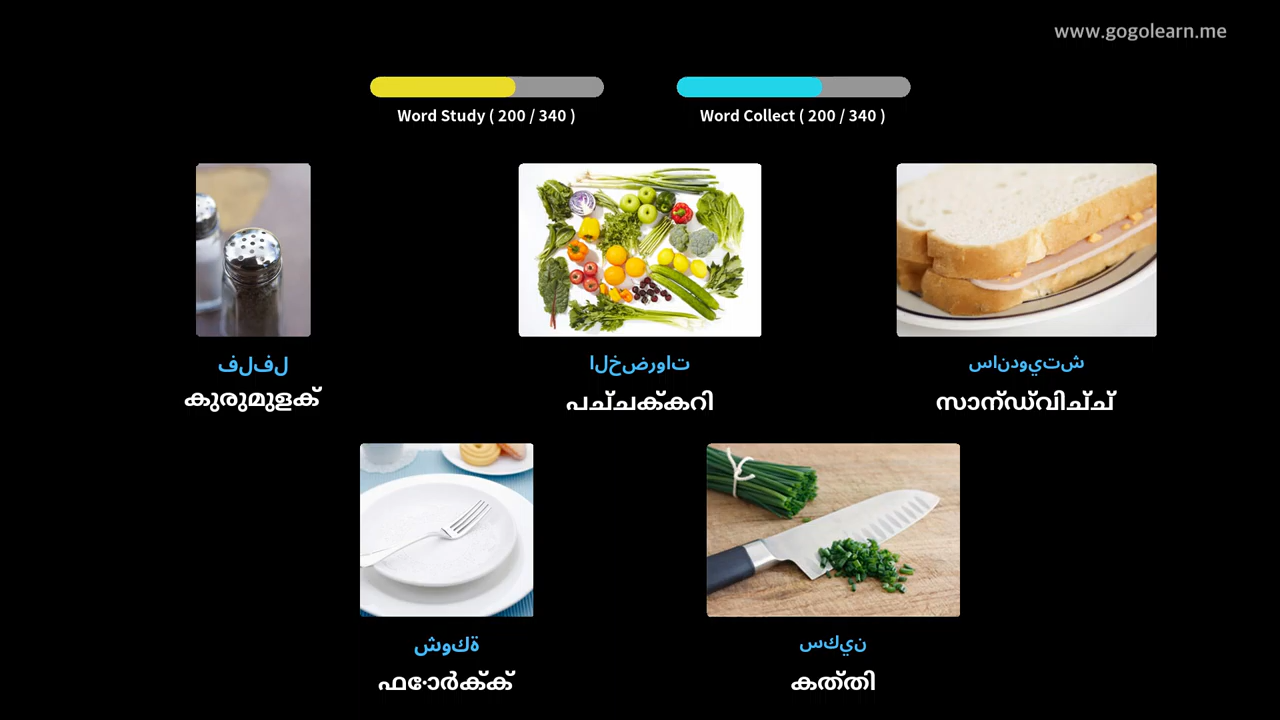 www.gogolearn.me
Word Study ( 200 / 340 )
Word Collect ( 200 / 340 )
فلفل
الخضروات
ساندويتش
കുരുമുളക്
പച്ചക്കറി
സാന്ഡ്വിച്ച്
شوكة
سكين
ഫോർക്ക്
കത്തി